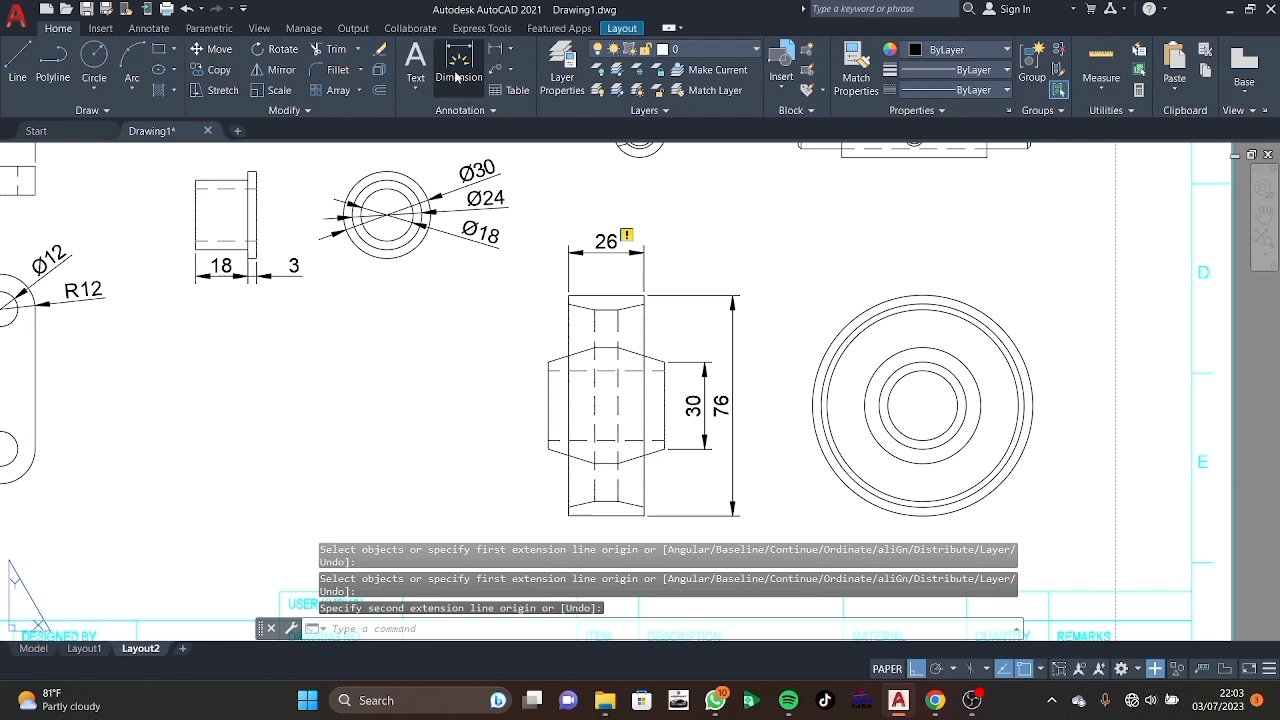 Autodesk AutoCAD 2021 Drawing1.dwg
Type a keyword or phrase
Sign In
Home Insert Annotate Parametric View Manage Output Add-ins Collaborate Express Tools Featured Apps Layout
Line Polyline Circle Arc
Move Rotate Trim
Copy Mirror Fillet
Stretch Scale Array
Text Dimension Table
Layer Properties
0
Make Current
Match Layer
Insert
Match Properties
ByLayer
ByLayer
ByLayer
Group
Measure
Paste
Base
Draw Modify Annotation Layers Block Properties Groups Utilities Clipboard View
Start Drawing1*
Ø30
Ø24
Ø18
18 3
Ø12
R12
26
!
30 76
D
E
Select objects or specify first extension line origin or [Angular/Baseline/Continue/Ordinate/aliGn/Distribute/Layer/
Undo]:
Select objects or specify first extension line origin or [Angular/Baseline/Continue/Ordinate/aliGn/Distribute/Layer/
Undo]:
Specify second extension line origin or [Undo]:
Type a command
DESIGNED BY
ITEM DESCRIPTION MATERIAL QUANTITY REMARKS
Model Layout1 Layout2
PAPER
81°F
Partly cloudy
Search
10
22:03
03/07/2023
3